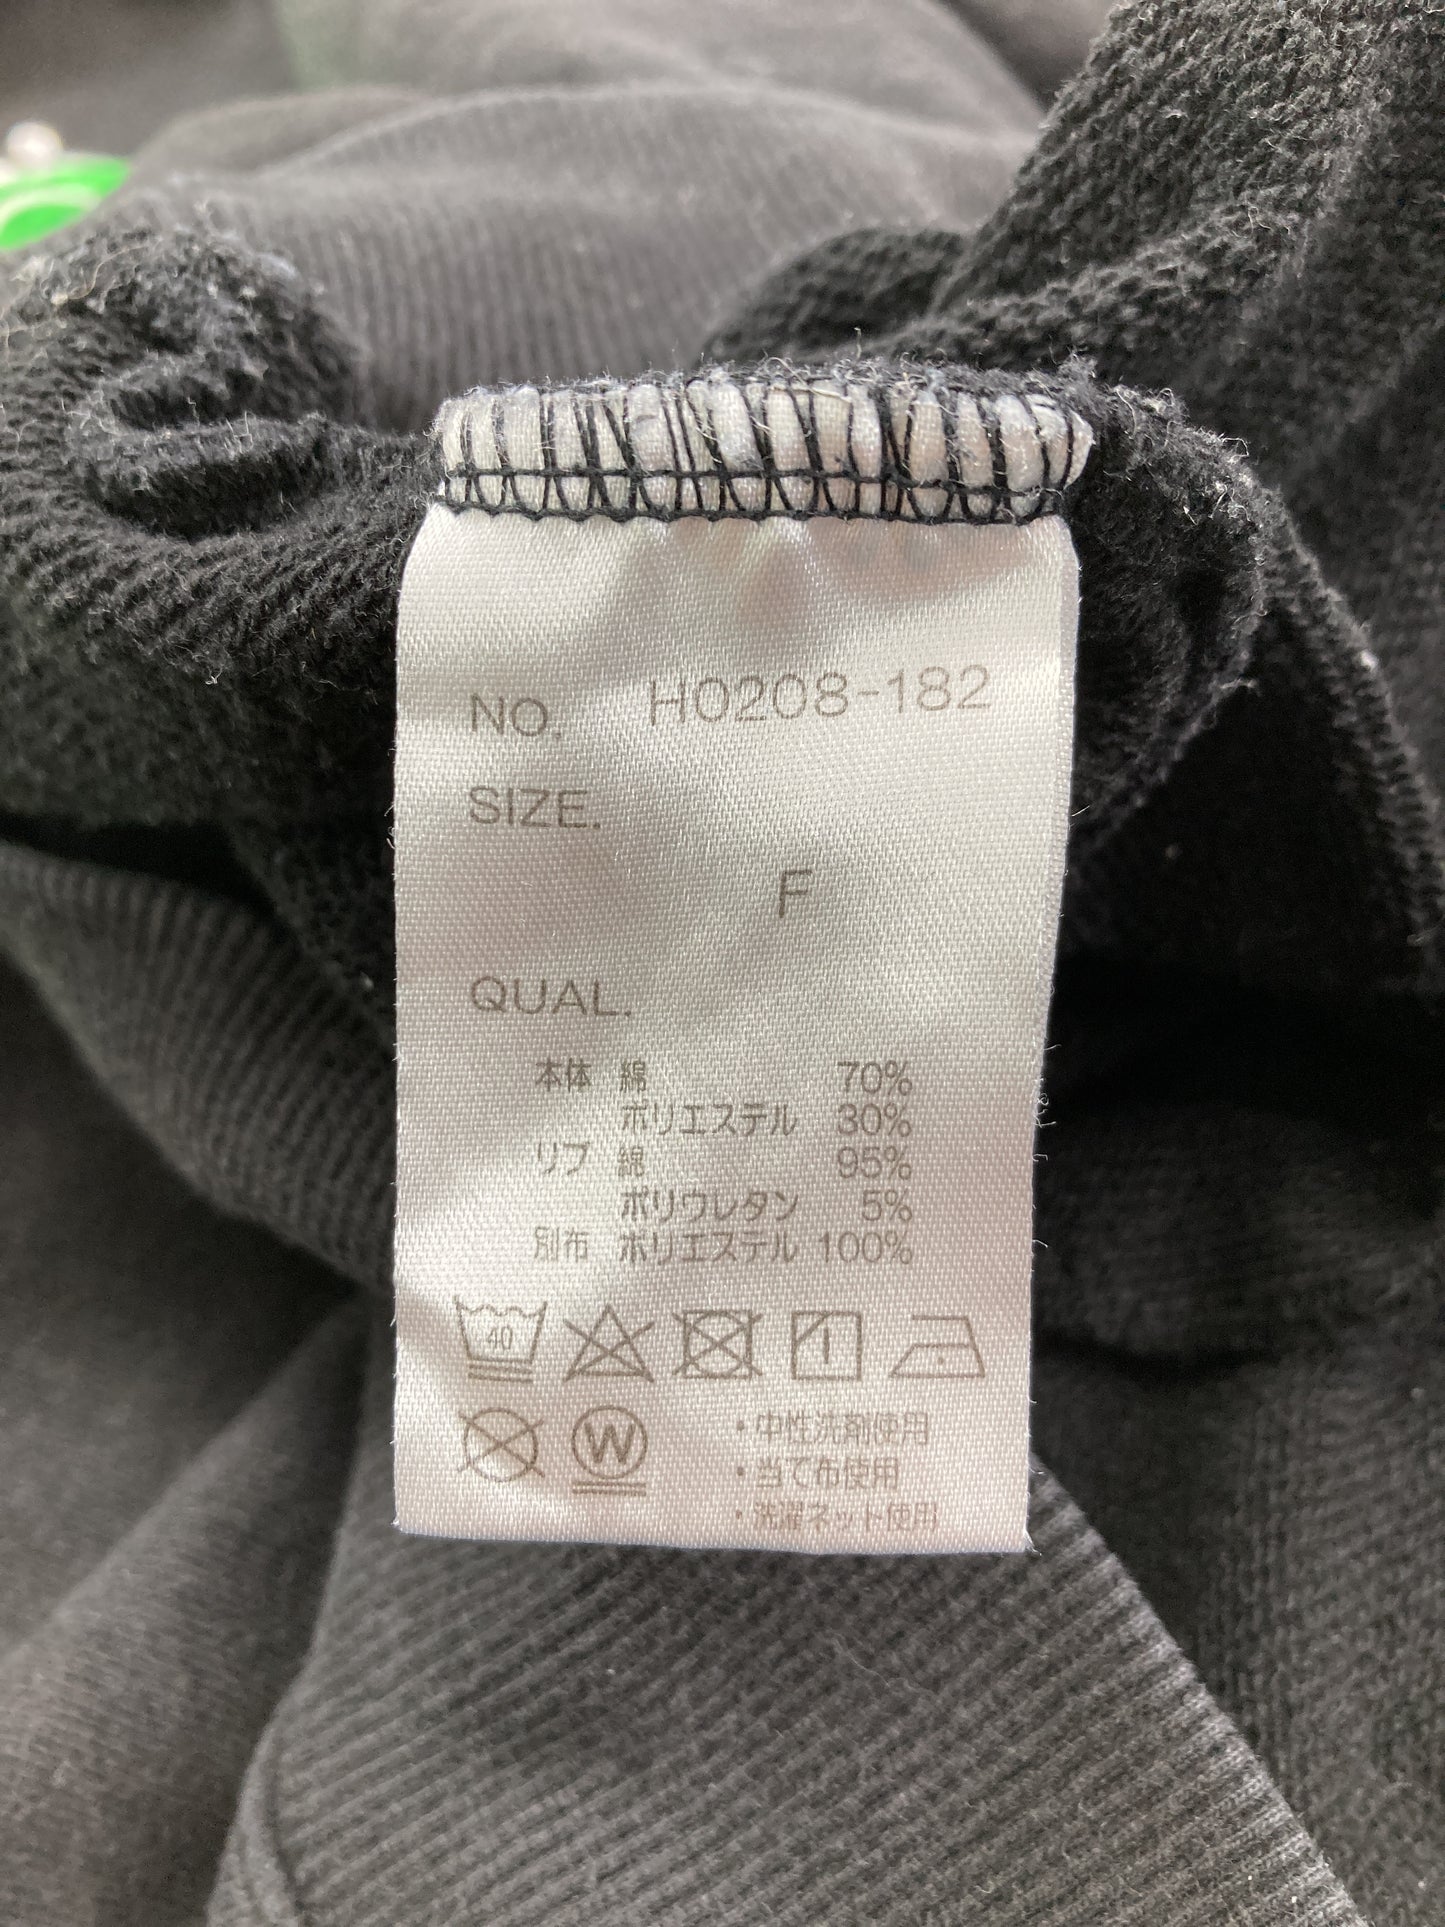 NO. H0208-182
SIZE.
F
QUAL.
本体 綿 70%
ポリエステル 30%
リブ 綿 95%
ポリウレタン 5%
別布 ポリエステル 100%
40
W
・中性洗剤使用
・当て布使用
・洗濯ネット使用